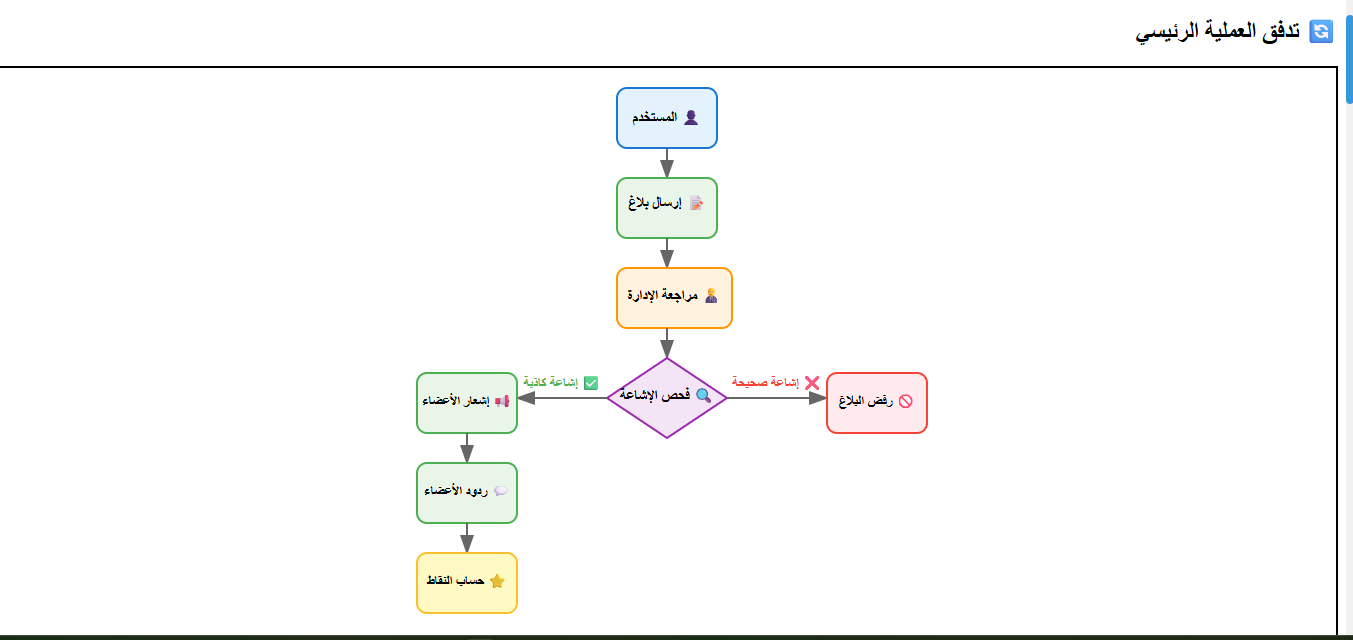 🔄 تدفق العملية الرئيسي
👤 المستخدم
📝 إرسال بلاغ
👨‍💼 مراجعة الإدارة
🔍 فحص الإشاعة
❌ إشاعة صحيحة
🚫 رفض البلاغ
✅ إشاعة كاذبة
📢 إشعار الأعضاء
💬 ردود الأعضاء
⭐ حساب النقاط